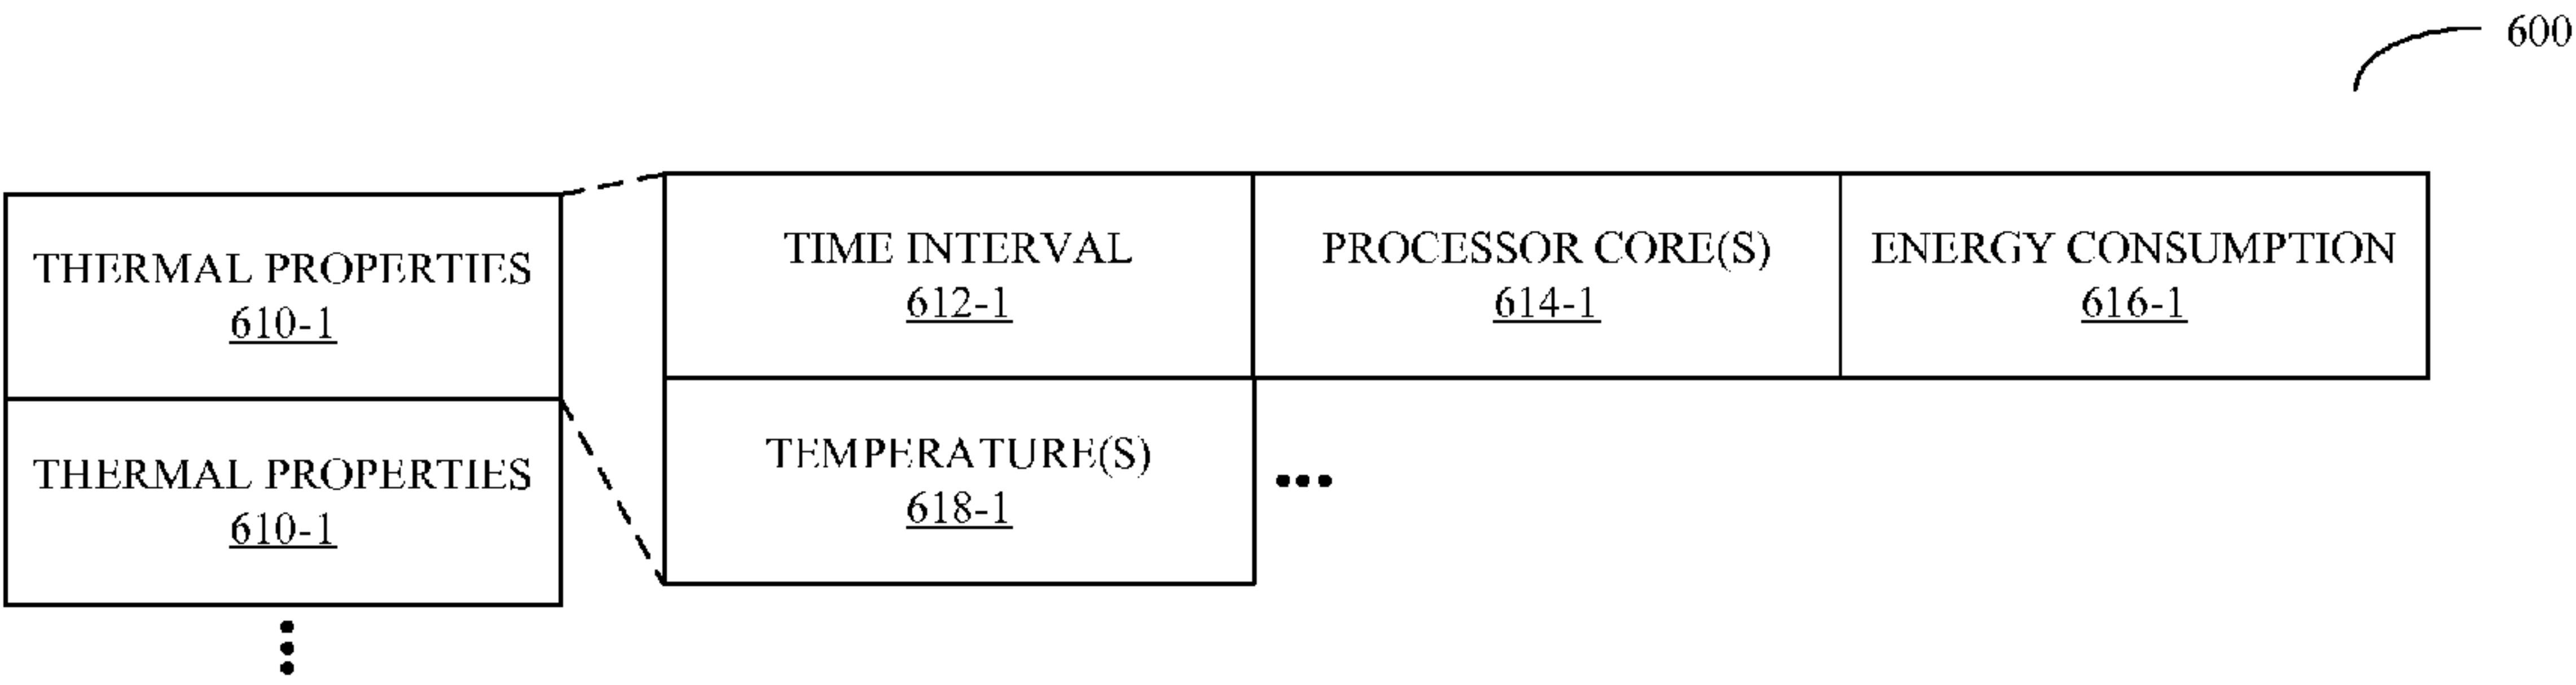 600
THERMAL PROPERTIES
610-1
THERMAL PROPERTIES
610-1
TIME INTERVAL
612-1
PROCESSOR CORE(S)
614-1
ENERGY CONSUMPTION
616-1
TEMPERATURE(S)
618-1